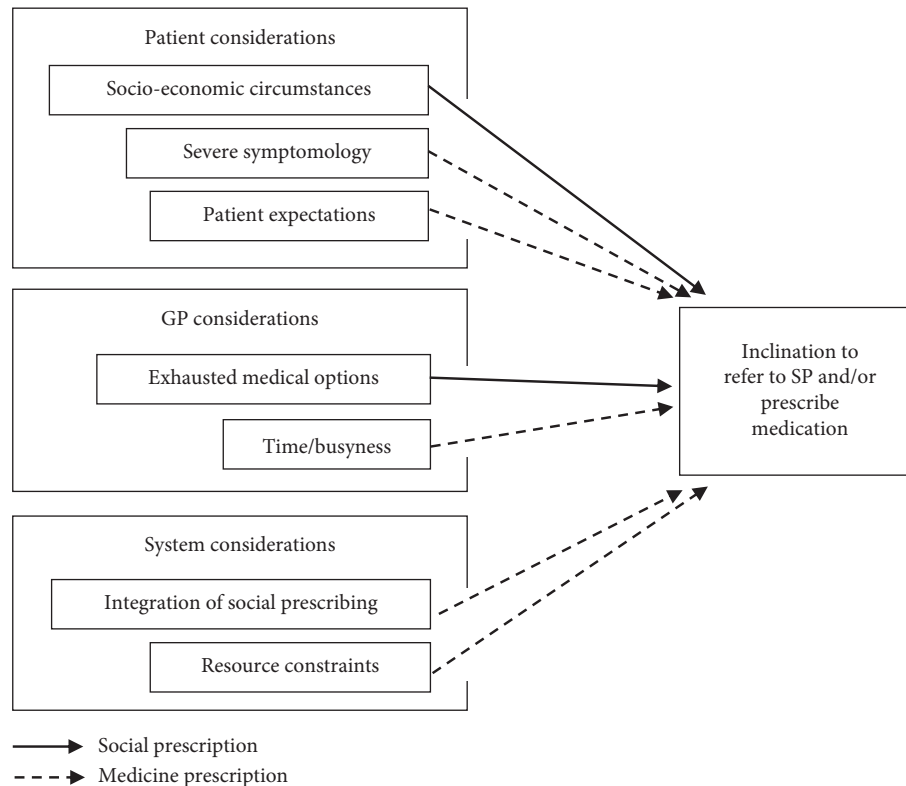 Patient considerations
Socio-economic circumstances
Severe symptomology
Patient expectations
GP considerations
Exhausted medical options
Time/busyness
System considerations
Integration of social prescribing
Resource constraints
Inclination to
refer to SP and/or
prescribe
medication
Social prescription
Medicine prescription